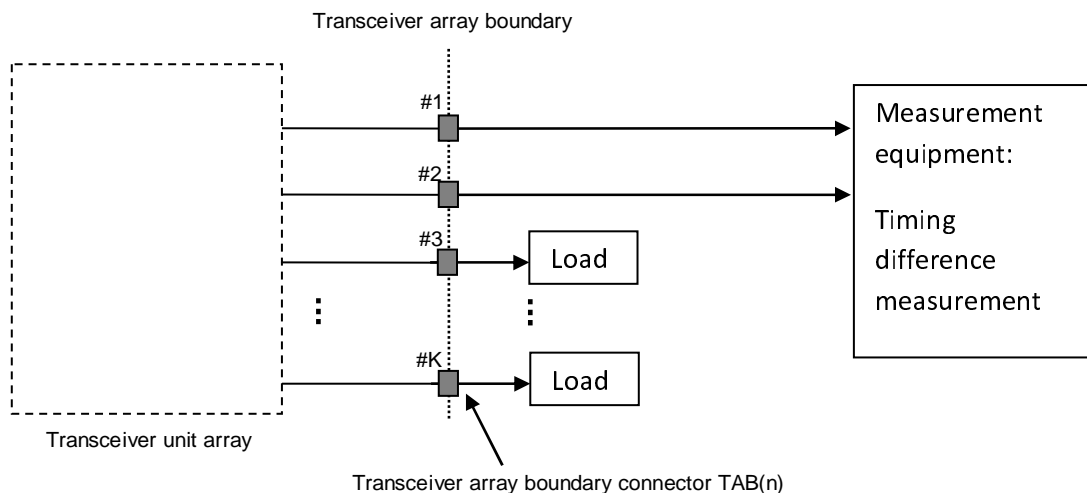 Transceiver array boundary
#1
#2
#3
#K
Measurement
equipment:
Timing
difference
measurement
Load
Load
Transceiver unit array
Transceiver array boundary connector TAB(n)